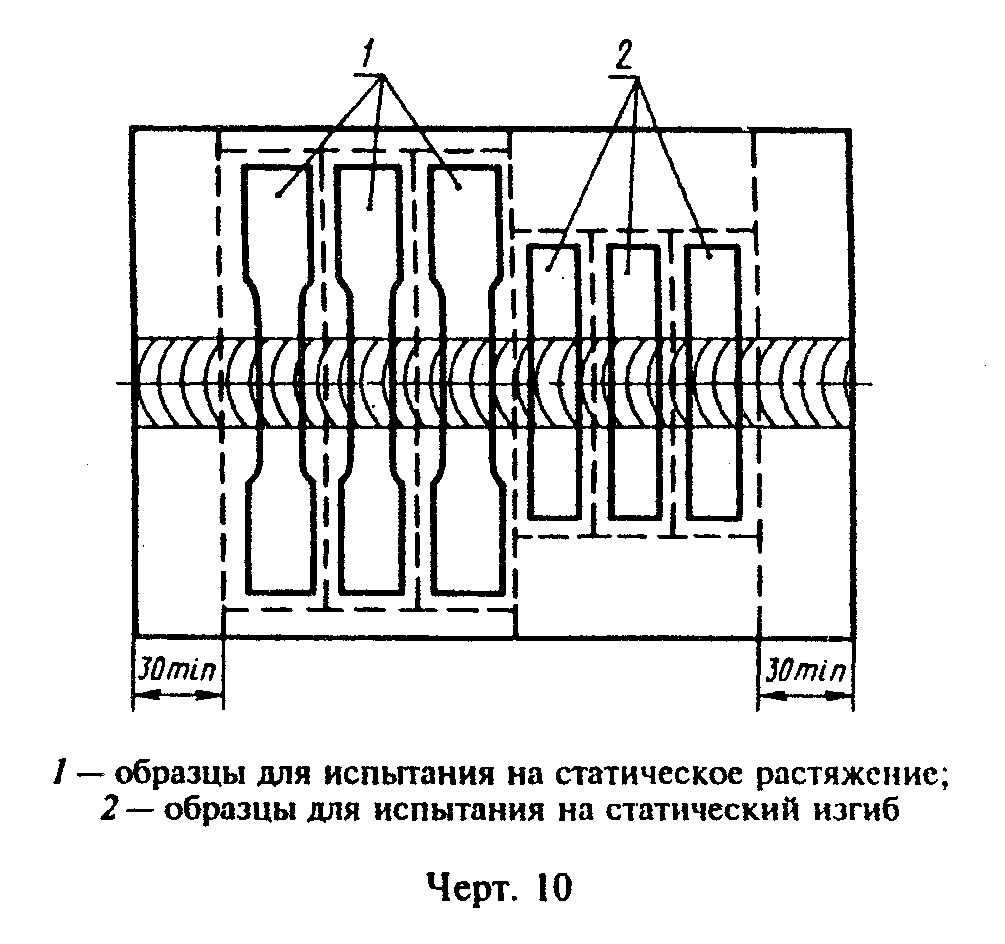 1 2
30min 30min
1 — образцы для испытания на статическое растяжение;
2 — образцы для испытания на статический изгиб
Черт. 10